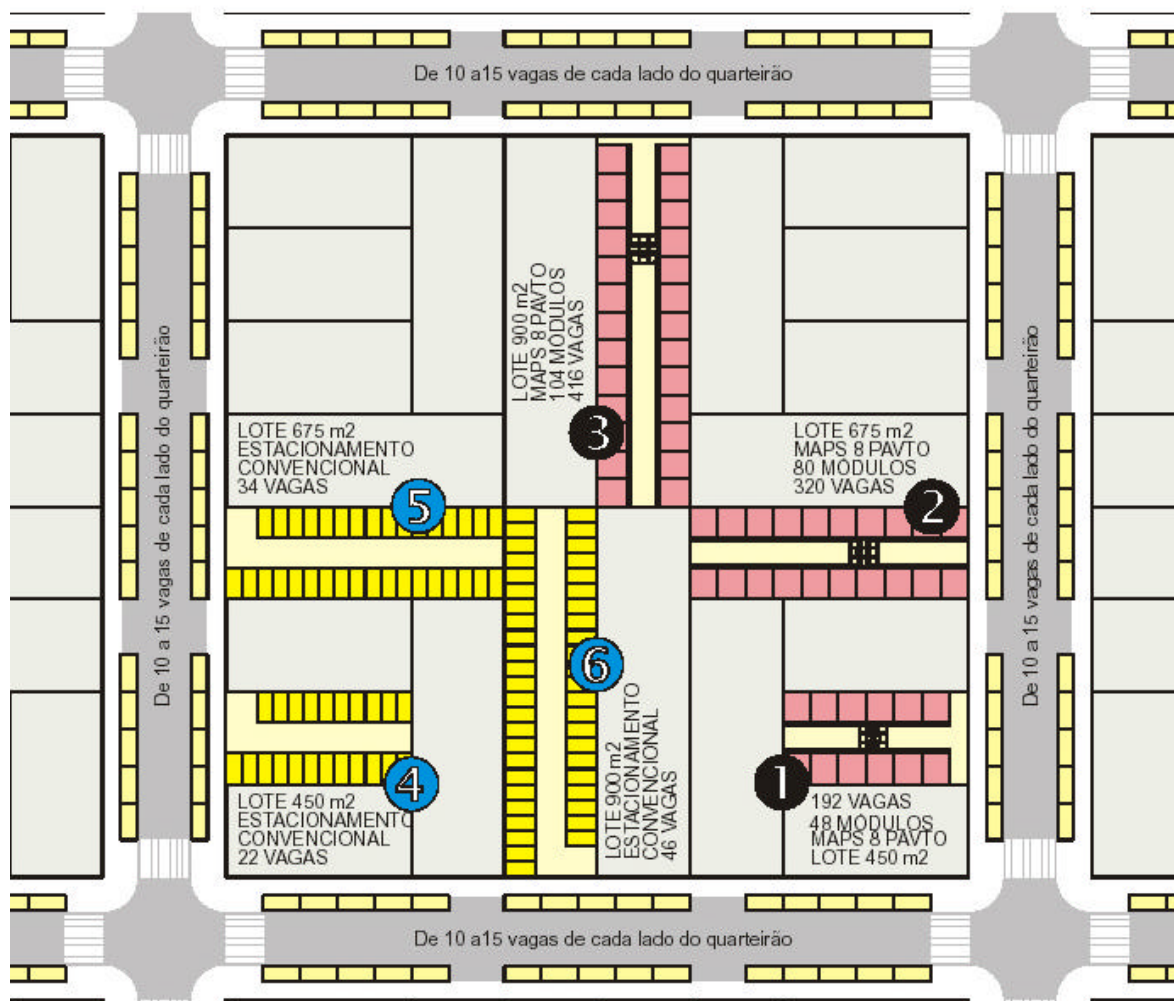 De 10 a15 vagas de cada lado do quarteirão
De 10 a 15 vagas de cada lado do quarteirão
LOTE 900 m2
MAPS 8 PAVTO
104 MÓDULOS
416 VAGAS
3
LOTE 675 m2
ESTACIONAMENTO
CONVENCIONAL
34 VAGAS
5
LOTE 675 m2
MAPS 8 PAVTO
80 MÓDULOS
320 VAGAS
2
De 10 a 15 vagas de cada lado do quarteirão
6
LOTE 900 m2
ESTACIONAMENTO
CONVENCIONAL
46 VAGAS
4
LOTE 450 m2
ESTACIONAMENTO
CONVENCIONAL
22 VAGAS
1
192 VAGAS
48 MÓDULOS
MAPS 8 PAVTO
LOTE 450 m2
De 10 a15 vagas de cada lado do quarteirão